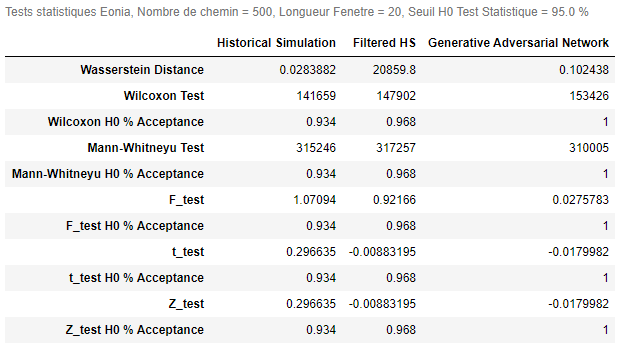 Tests statistiques Eonia, Nombre de chemin = 500, Longueur Fenetre = 20, Seuil H0 Test Statistique = 95.0 %
Historical Simulation Filtered HS Generative Adversarial Network
Wasserstein Distance 0.0283882 20859.8 0.102438
Wilcoxon Test 141659 147902 153426
Wilcoxon H0 % Acceptance 0.934 0.968 1
Mann-Whitneyu Test 315246 317257 310005
Mann-Whitneyu H0 % Acceptance 0.934 0.968 1
F_test 1.07094 0.92166 0.0275783
F_test H0 % Acceptance 0.934 0.968 1
t_test 0.296635 -0.00883195 -0.0179982
t_test H0 % Acceptance 0.934 0.968 1
Z_test 0.296635 -0.00883195 -0.0179982
Z_test H0 % Acceptance 0.934 0.968 1